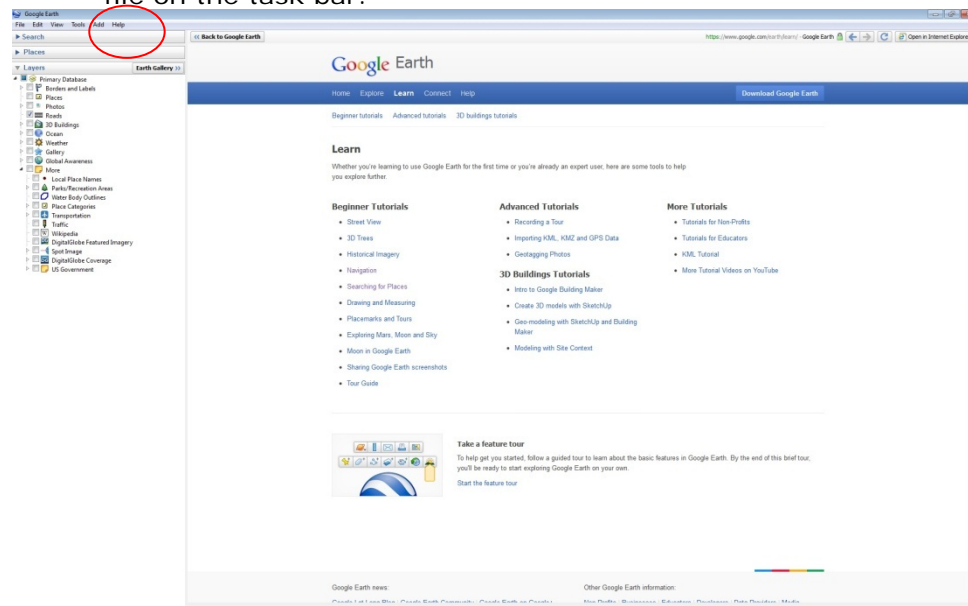 file on the task bar.
Google Earth
File Edit View Tools Add Help
▶ Search
<< Back to Google Earth
https://www.google.com/earth/learn/ - Google Earth
Open in Internet Explore
▶ Places
▼ Layers
Earth Gallery >>
Primary Database
Borders and Labels
Places
Photos
Roads
3D Buildings
Ocean
Weather
Gallery
Global Awareness
More
Local Place Names
Parks/Recreation Areas
Water Body Outlines
Place Categories
Transportation
Traffic
Wikipedia
DigitalGlobe Featured Imagery
Spot Image
DigitalGlobe Coverage
US Government
Google Earth
Home Explore Learn Connect Help
Download Google Earth
Beginner tutorials Advanced tutorials 3D buildings tutorials
Learn
Whether you're learning to use Google Earth for the first time or you're already an expert user, here are some tools to help
you explore further.
Beginner Tutorials
• Street View
• 3D Trees
• Historical Imagery
• Navigation
• Searching for Places
• Drawing and Measuring
• Placemarks and Tours
• Exploring Mars, Moon and Sky
• Moon in Google Earth
• Sharing Google Earth screenshots
• Tour Guide
Advanced Tutorials
• Recording a Tour
• Importing KML, KMZ and GPS Data
• Geotagging Photos
3D Buildings Tutorials
• Intro to Google Building Maker
• Create 3D models with SketchUp
• Geo-modeling with SketchUp and Building
Maker
• Modeling with Site Context
More Tutorials
• Tutorials for Non-Profits
• Tutorials for Educators
• KML Tutorial
• More Tutorial Videos on YouTube
Take a feature tour
To help get you started, follow a guided tour to learn about the basic features in Google Earth. By the end of this brief tour,
you'll be ready to start exploring Google Earth on your own.
Start the feature tour
Google Earth news:
Other Google Earth information: